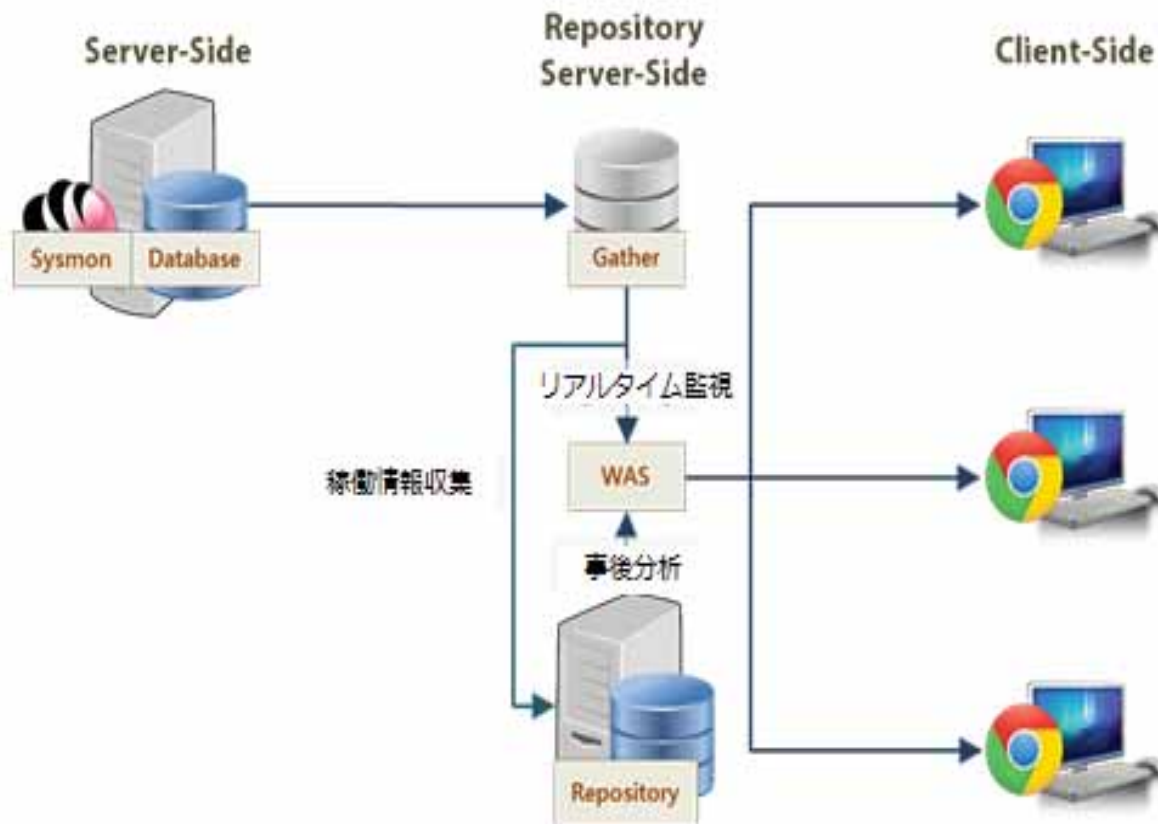 Server-Side
Repository
Server-Side
Client-Side
Sysmon
Database
Gather
リアルタイム監視
稼働情報収集
WAS
事後分析
Repository